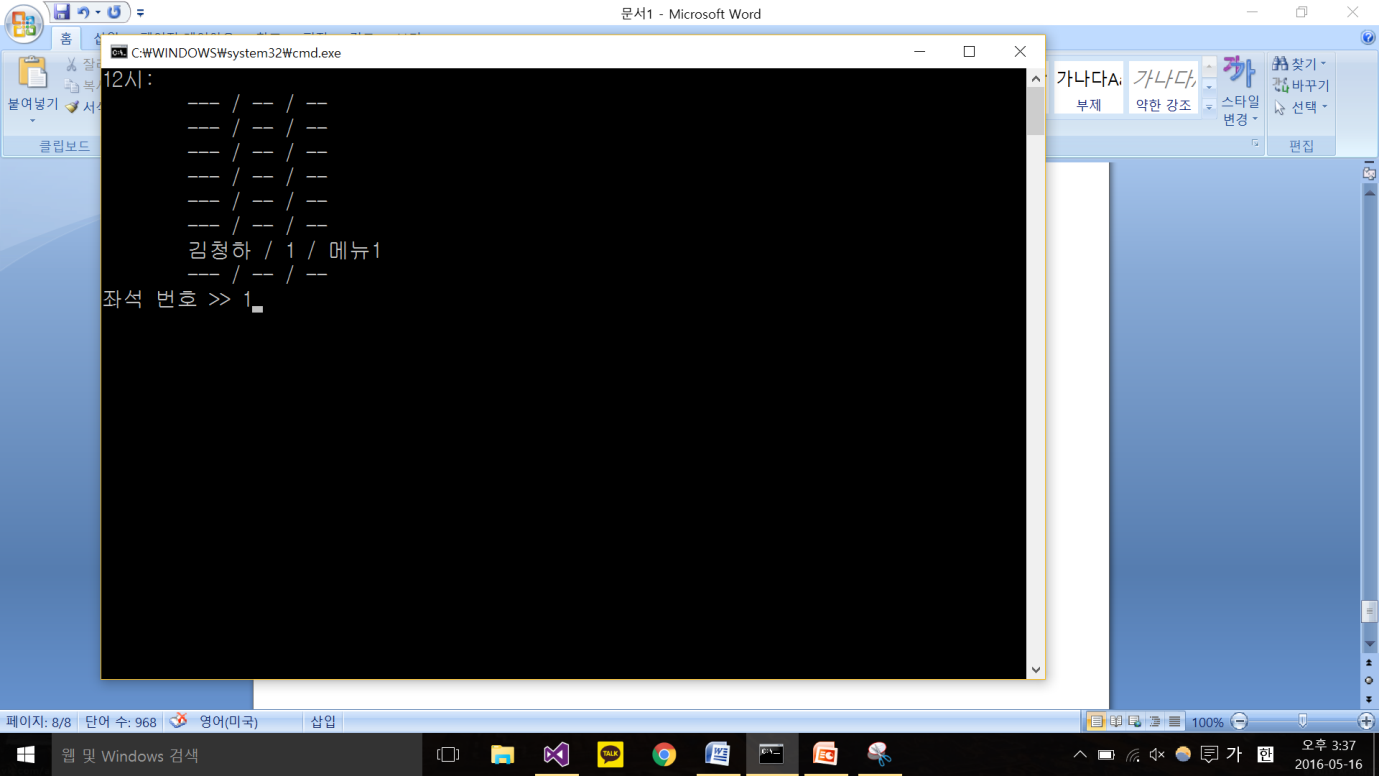 문서1 - Microsoft Word
홈
C:₩WINDOWS₩system32₩cmd.exe
붙여넣기
클립보드
가나다Aa
부제
가나다
약한 강조
가가
스타일
변경
찾기
바꾸기
선택
편집
12시:
--- / -- / --
--- / -- / --
--- / -- / --
--- / -- / --
--- / -- / --
--- / -- / --
김청하 / 1 / 메뉴1
--- / -- / --
좌석 번호 >> 1
페이지: 8/8 단어 수: 968 영어(미국) 삽입
100%
웹 및 Windows 검색
TALK
가 한
오후 3:37
2016-05-16